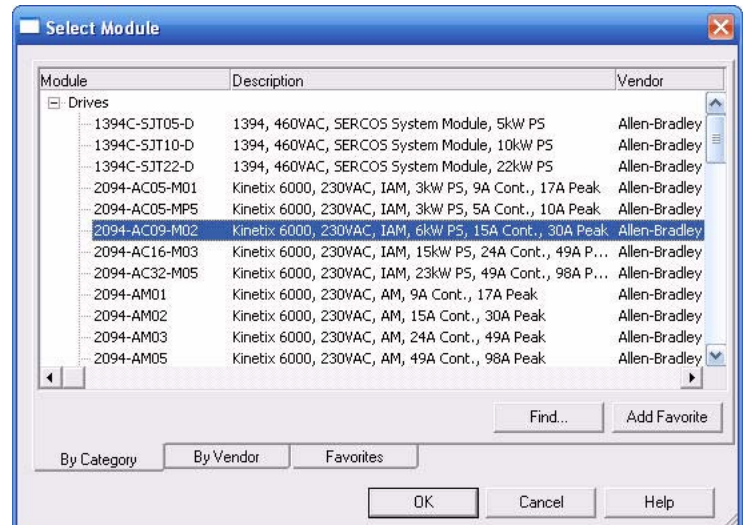 Select Module
Module Description Vendor
Drives
1394C-SJT05-D 1394, 460VAC, SERCOS System Module, 5kW PS Allen-Bradley
1394C-SJT10-D 1394, 460VAC, SERCOS System Module, 10kW PS Allen-Bradley
1394C-SJT22-D 1394, 460VAC, SERCOS System Module, 22kW PS Allen-Bradley
2094-AC05-M01 Kinetix 6000, 230VAC, IAM, 3kW PS, 9A Cont., 17A Peak Allen-Bradley
2094-AC05-MP5 Kinetix 6000, 230VAC, IAM, 3kW PS, 5A Cont., 10A Peak Allen-Bradley
2094-AC09-M02 Kinetix 6000, 230VAC, IAM, 6kW PS, 15A Cont., 30A Peak Allen-Bradley
2094-AC16-M03 Kinetix 6000, 230VAC, IAM, 15kW PS, 24A Cont., 49A P... Allen-Bradley
2094-AC32-M05 Kinetix 6000, 230VAC, IAM, 23kW PS, 49A Cont., 98A P... Allen-Bradley
2094-AM01 Kinetix 6000, 230VAC, AM, 9A Cont., 17A Peak Allen-Bradley
2094-AM02 Kinetix 6000, 230VAC, AM, 15A Cont., 30A Peak Allen-Bradley
2094-AM03 Kinetix 6000, 230VAC, AM, 24A Cont., 49A Peak Allen-Bradley
2094-AM05 Kinetix 6000, 230VAC, AM, 49A Cont., 98A Peak Allen-Bradley
Find... Add Favorite
By Category By Vendor Favorites
OK Cancel Help